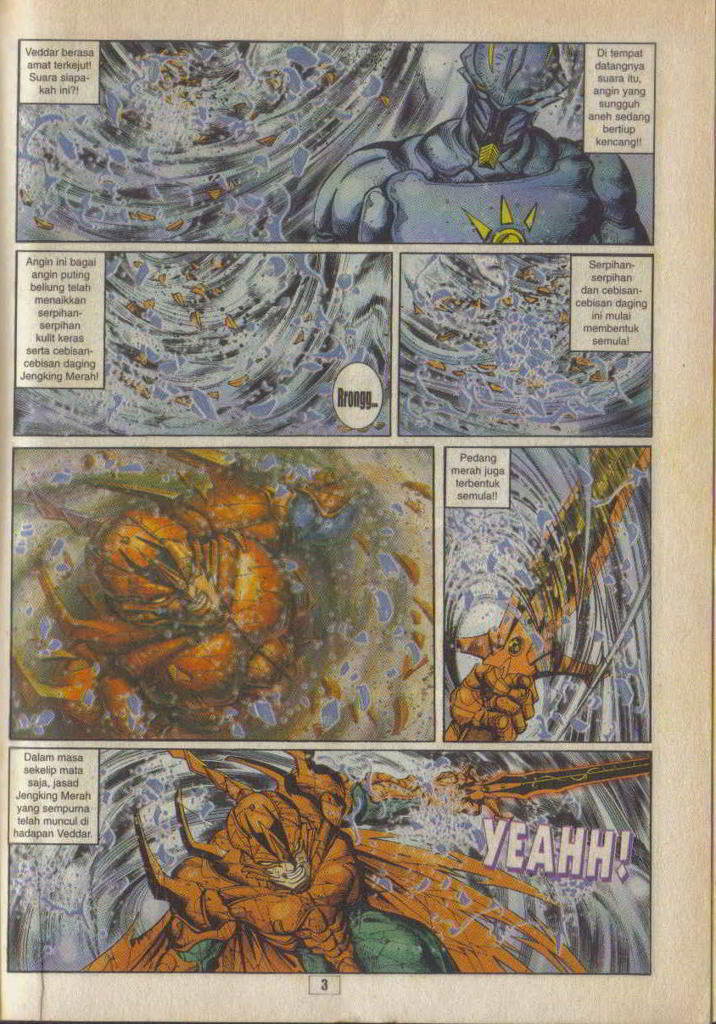 Veddar berasa
amat terkejut!
Suara siapa-
kah ini?!
Di tempat
datangnya
suara itu,
angin yang
sungguh
aneh sedang
bertiup
kencang!!
Angin ini bagai
angin puting
beliung telah
menaikkan
serpihan-
serpihan
kulit keras
serta cebisan-
cebisan daging
Jengking Merah!
Rrongg...
Serpihan-
serpihan
dan cebisan-
cebisan daging
ini mulai
membentuk
semula!
Pedang
merah juga
terbentuk
semula!!
Dalam masa
sekelip mata
saja, jasad
Jengking Merah
yang sempurna
telah muncul di
hadapan Veddar.
YEAHH!
3